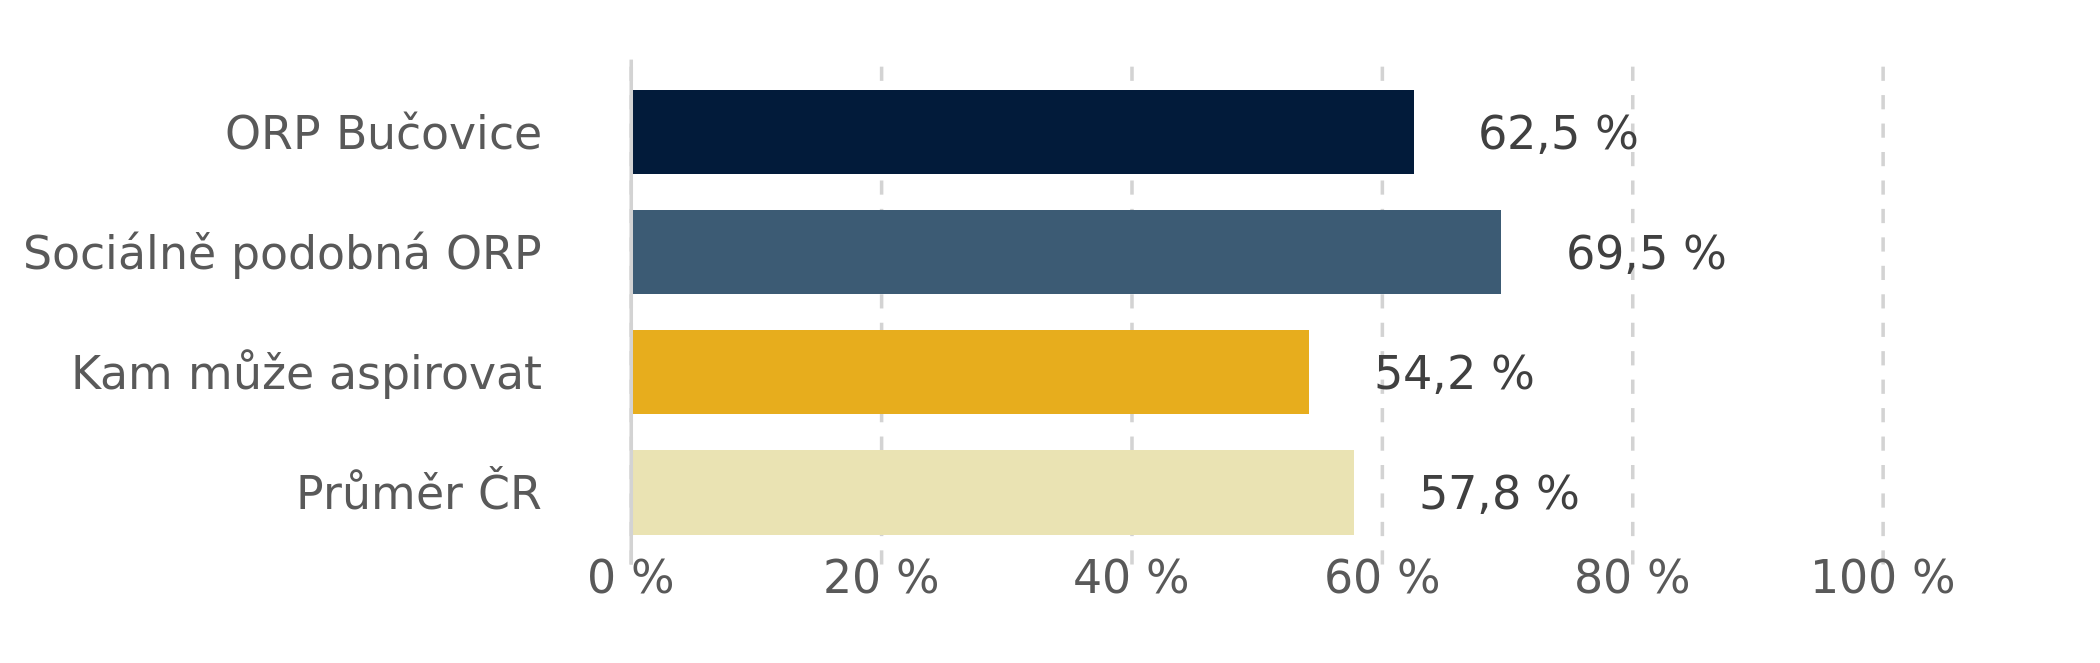 ORP Bučovice 62,5 %
Sociálně podobná ORP 69,5 %
Kam může aspirovat 54,2 %
Průměr ČR 57,8 %
0 % 20 % 40 % 60 % 80 % 100 %